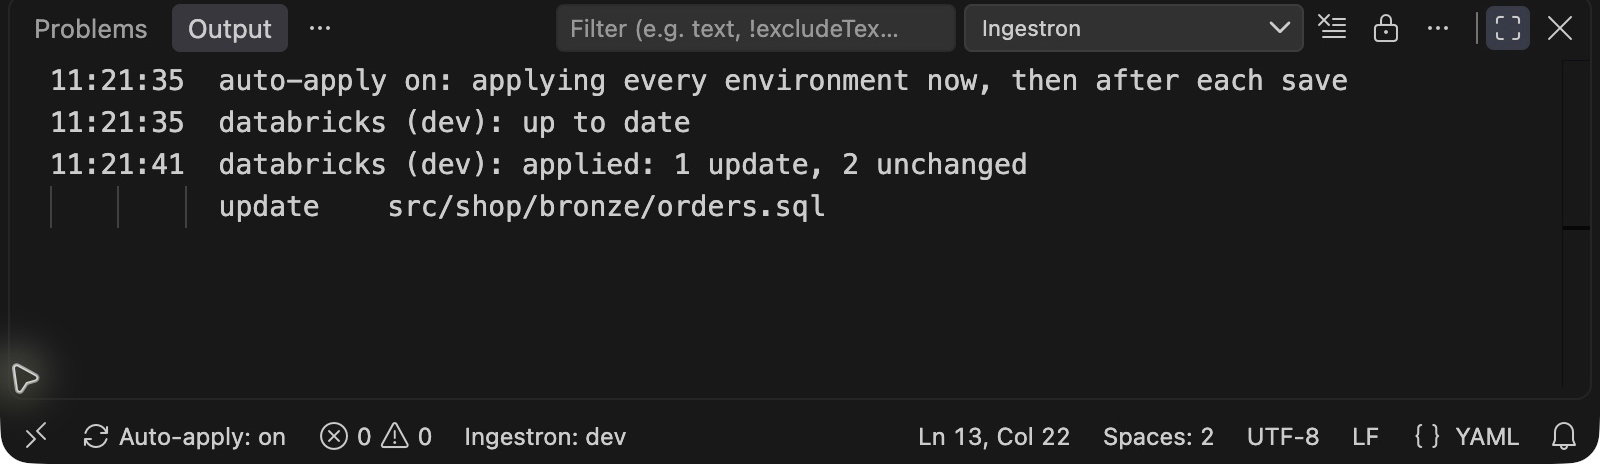 Problems Output ... Filter (e.g. text, !excludeTex... Ingestron
11:21:35 auto-apply on: applying every environment now, then after each save
11:21:35 databricks (dev): up to date
11:21:41 databricks (dev): applied: 1 update, 2 unchanged
update src/shop/bronze/orders.sql
Auto-apply: on 0 0 Ingestron: dev Ln 13, Col 22 Spaces: 2 UTF-8 LF {} YAML